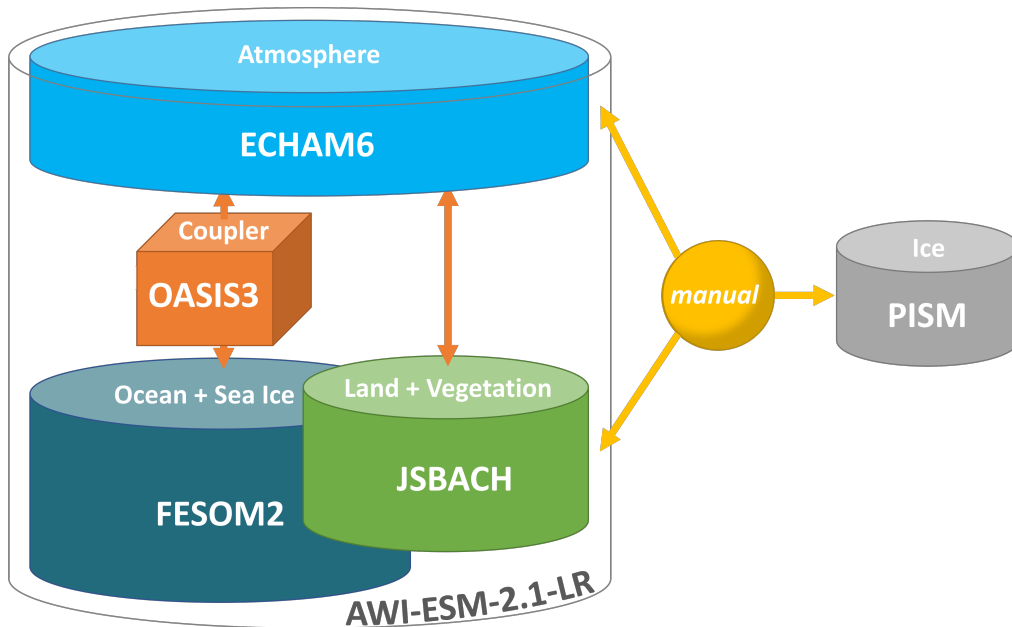 Atmosphere
ECHAM6
Coupler
OASIS3
manual
Ice
PISM
Ocean + Sea Ice
FESOM2
Land + Vegetation
JSBACH
AWI-ESM-2.1-LR